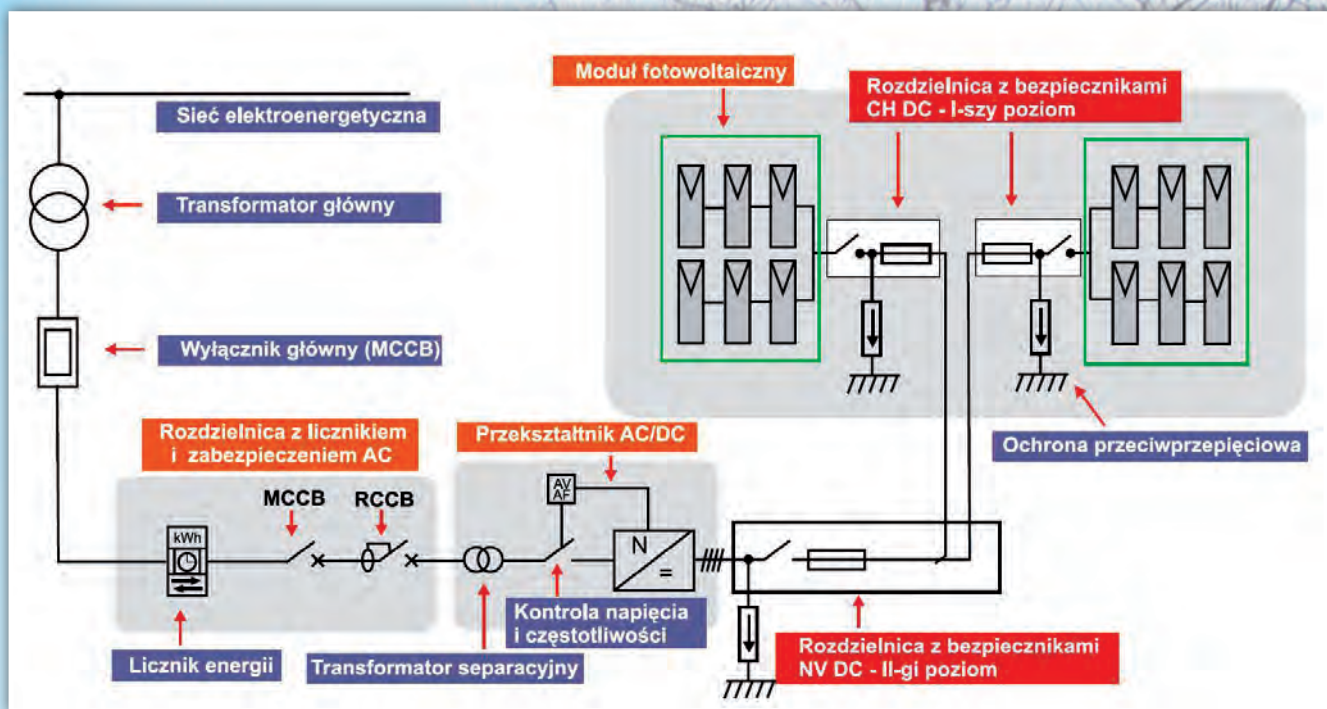 Moduł fotowoltaiczny
Rozdzielnica z bezpiecznikami
CH DC - I-szy poziom
Sieć elektroenergetyczna
Transformator główny
Wyłącznik główny (MCCB)
Rozdzielnica z licznikiem
i zabezpieczeniem AC
Przekształtnik AC/DC
Ochrona przeciwprzepięciowa
MCCB
RCCB
AV
AF
kWh
N
=
Kontrola napięcia
i częstotliwości
Licznik energii
Transformator separacyjny
Rozdzielnica z bezpiecznikami
NV DC - II-gi poziom